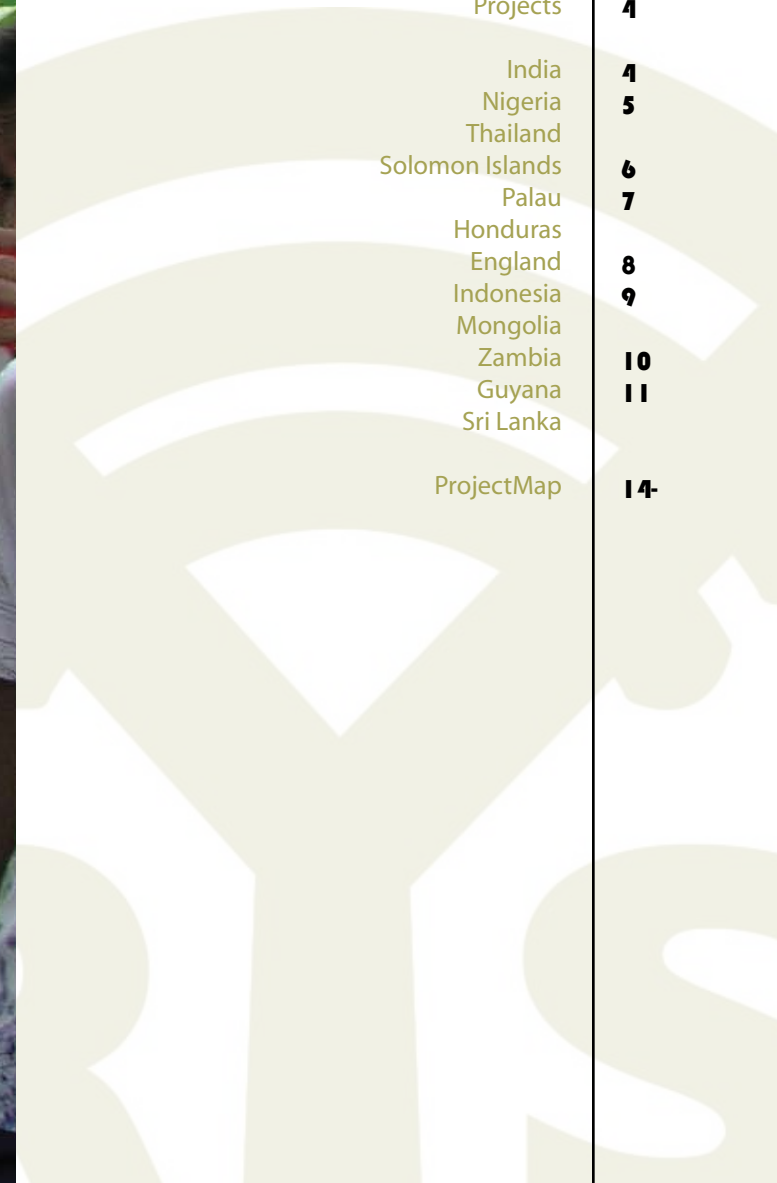 Projects 4
India 4
Nigeria 5
Thailand
Solomon Islands 6
Palau 7
Honduras
England 8
Indonesia 9
Mongolia
Zambia 10
Guyana 11
Sri Lanka
ProjectMap 14-